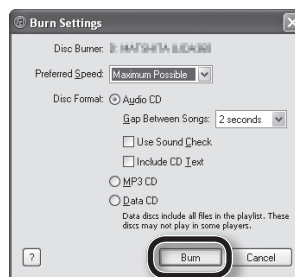 Burn Settings
Disc Burner:
Preferred Speed: Maximum Possible
Disc Format: Audio CD
Gap Between Songs: 2 seconds
Use Sound Check
Include CD Text
MP3 CD
Data CD
Data discs include all files in the playlist. These
discs may not play in some players.
? Burn Cancel